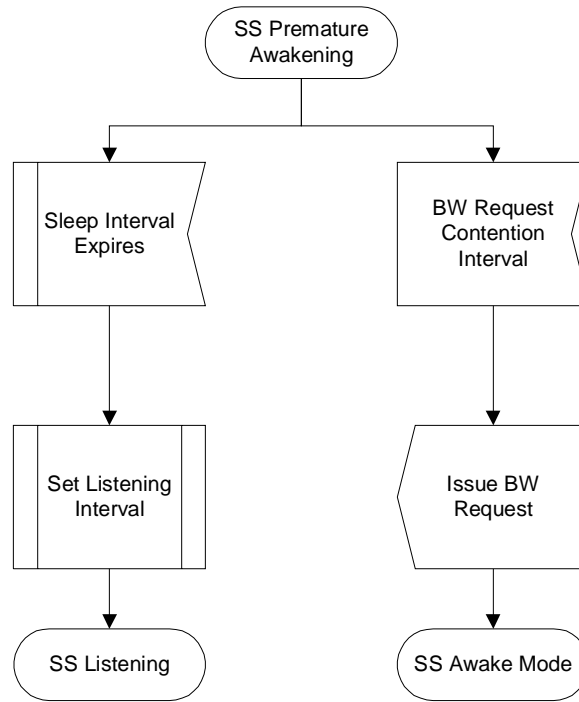 SS Premature
Awakening
Sleep Interval
Expires
BW Request
Contention
Interval
Set Listening
Interval
Issue BW
Request
SS Listening
SS Awake Mode